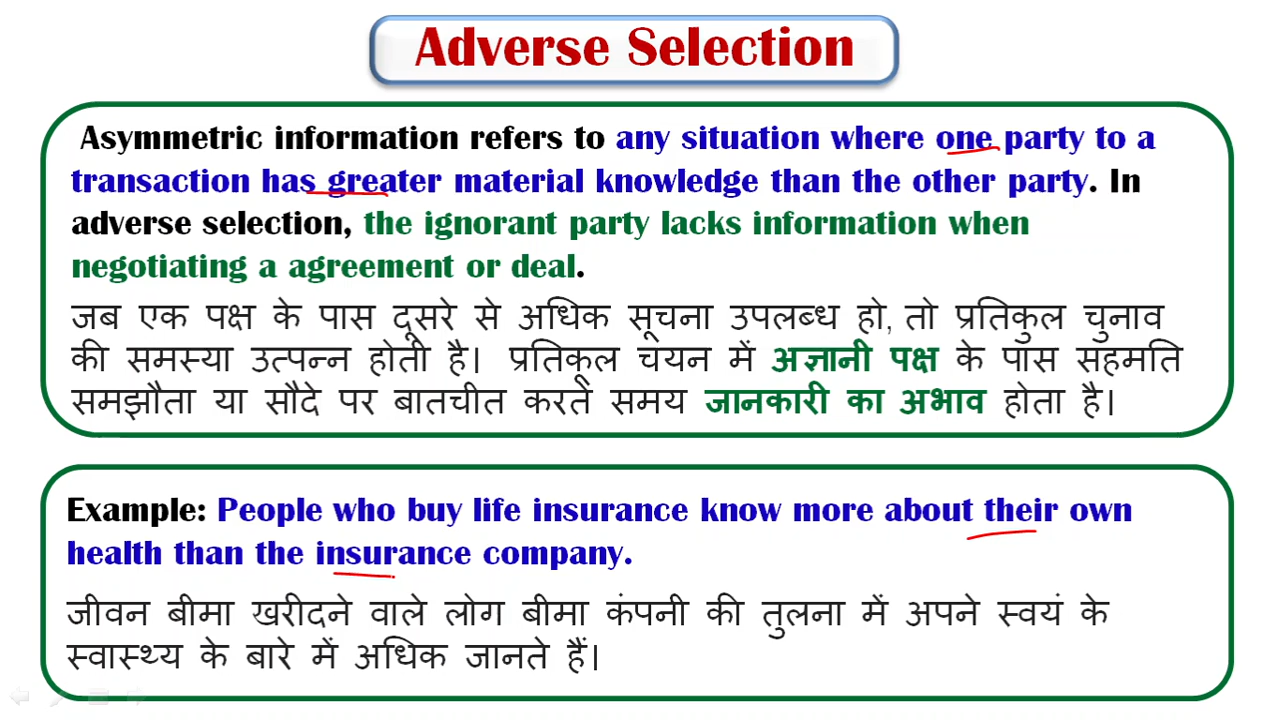 Adverse Selection
Asymmetric information refers to any situation where one party to a
transaction has greater material knowledge than the other party. In
adverse selection, the ignorant party lacks information when
negotiating a agreement or deal.
जब एक पक्ष के पास दूसरे से अधिक सूचना उपलब्ध हो, तो प्रतिकुल चुनाव
की समस्या उत्पन्न होती है। प्रतिकूल चयन में अज्ञानी पक्ष के पास सहमति
समझौता या सौदे पर बातचीत करते समय जानकारी का अभाव होता है।
Example: People who buy life insurance know more about their own
health than the insurance company.
जीवन बीमा खरीदने वाले लोग बीमा कंपनी की तुलना में अपने स्वयं के
स्वास्थ्य के बारे में अधिक जानते हैं।